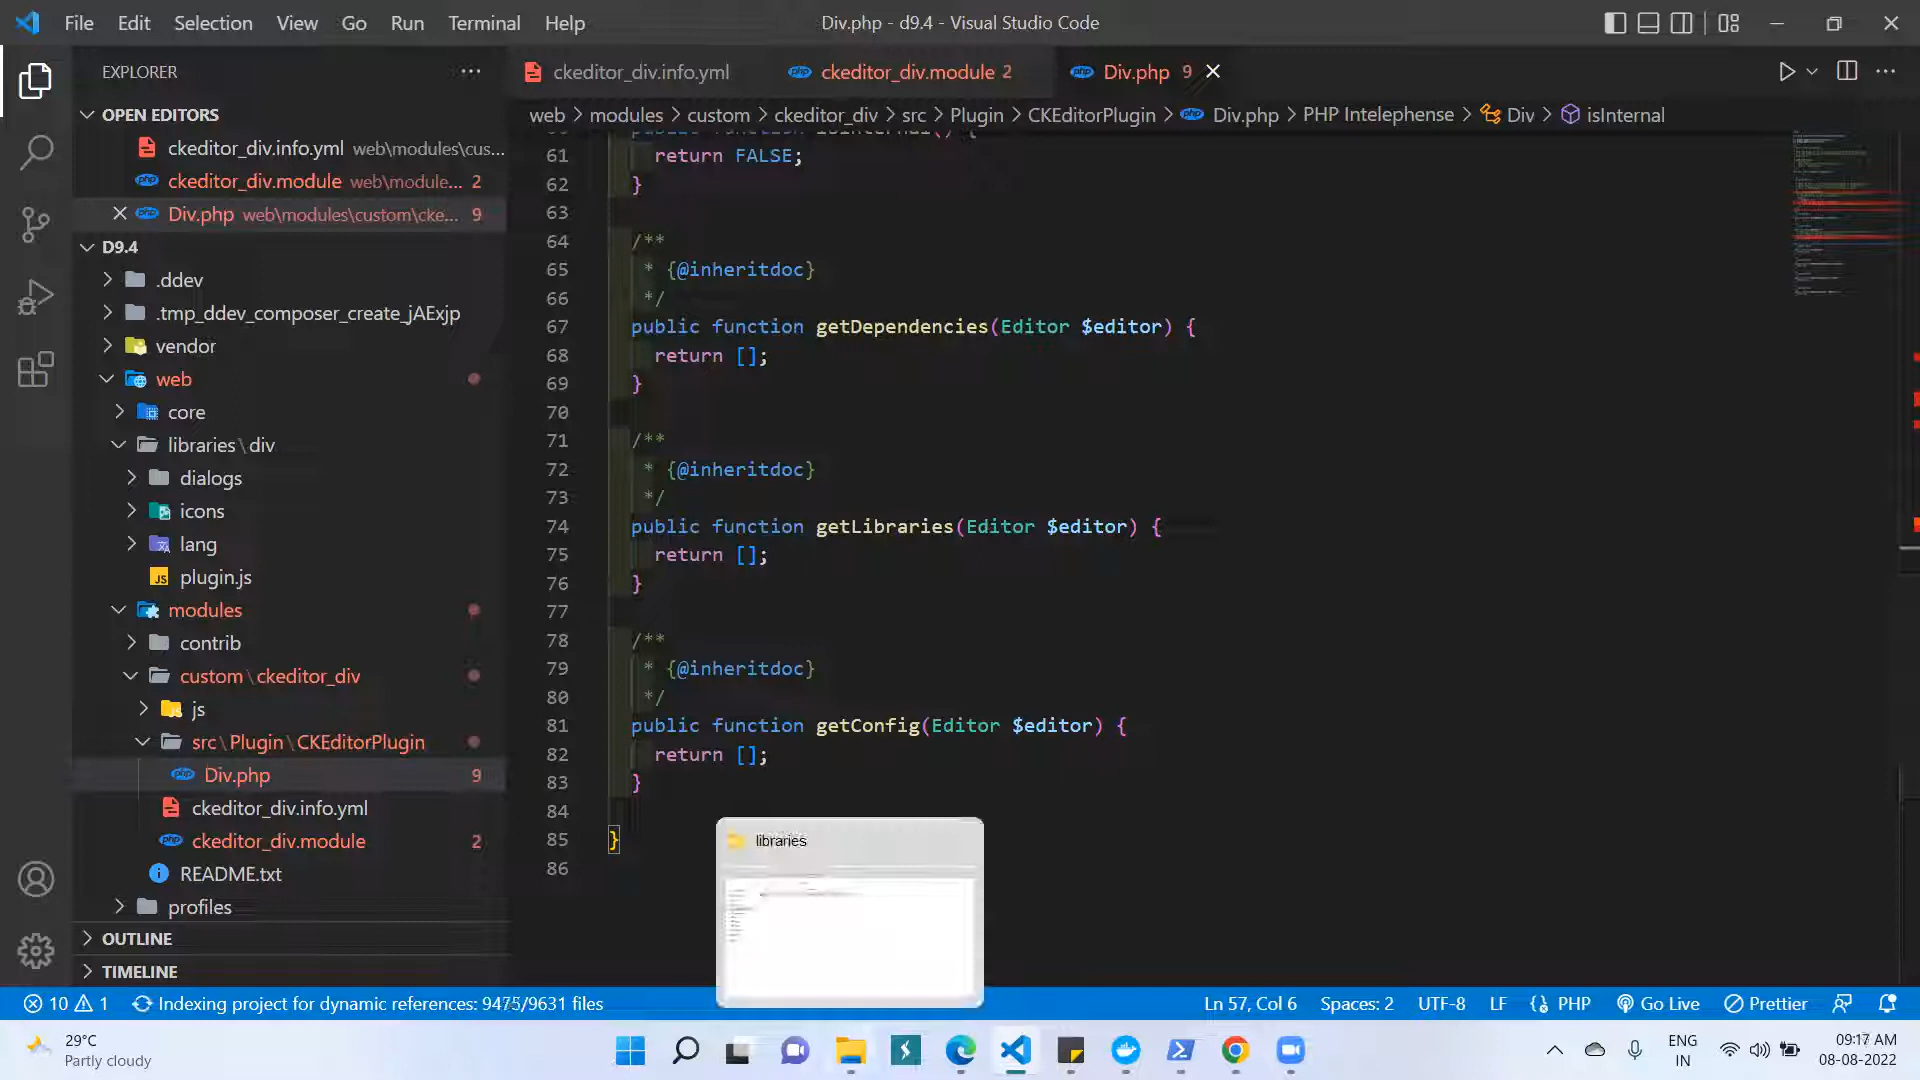 File Edit Selection View Go Run Terminal Help
Div.php - d9.4 - Visual Studio Code
EXPLORER
OPEN EDITORS
ckeditor_div.info.yml web\modules\cus...
ckeditor_div.module web\module... 2
Div.php web\modules\custom\cke... 9
D9.4
.ddev
.tmp_ddev_composer_create_jAExjp
vendor
web
core
libraries\div
dialogs
icons
lang
plugin.js
modules
contrib
custom\ckeditor_div
js
src\Plugin\CKEditorPlugin
Div.php 9
ckeditor_div.info.yml
ckeditor_div.module 2
README.txt
profiles
OUTLINE
TIMELINE
ckeditor_div.info.yml
ckeditor_div.module 2
Div.php 9
web > modules > custom > ckeditor_div > src > Plugin > CKEditorPlugin > Div.php > PHP Intelephense > Div > isInternal
61 return FALSE;
62 }
63
64 /**
65 * {@inheritdoc}
66 */
67 public function getDependencies(Editor $editor) {
68 return [];
69 }
70
71 /**
72 * {@inheritdoc}
73 */
74 public function getLibraries(Editor $editor) {
75 return [];
76 }
77
78 /**
79 * {@inheritdoc}
80 */
81 public function getConfig(Editor $editor) {
82 return [];
83 }
84
85 }
86
libraries
10 1 Indexing project for dynamic references: 9475/9631 files
Ln 57, Col 6 Spaces: 2 UTF-8 LF PHP Go Live Prettier
29°C
Partly cloudy
ENG
IN
09:17 AM
08-08-2022